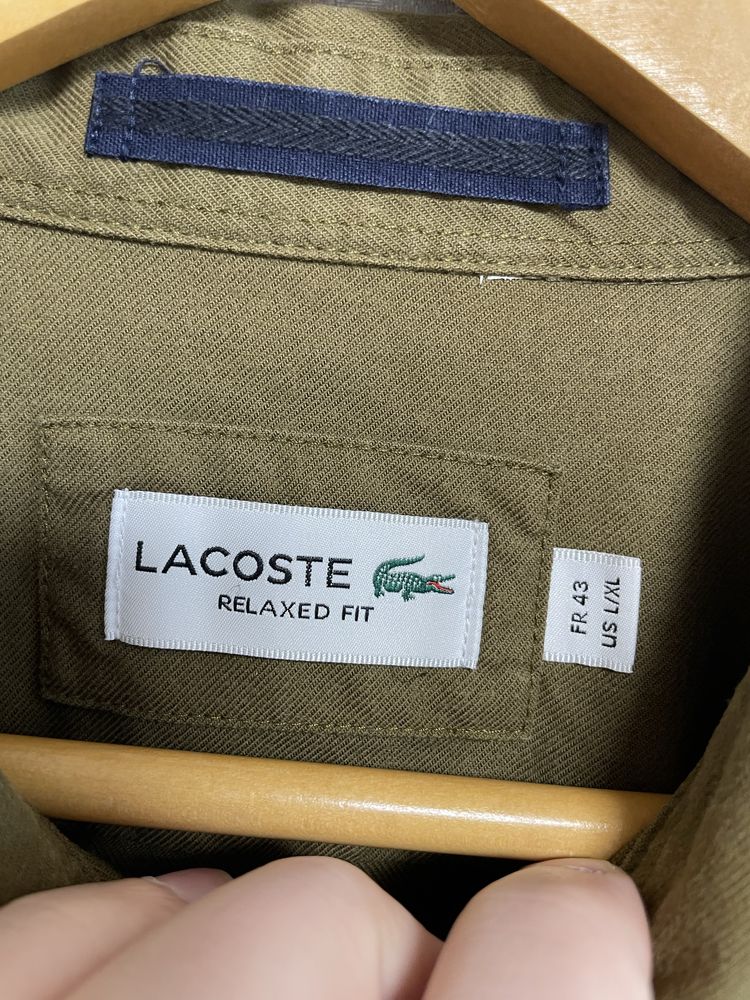 LACOSTE
RELAXED FIT
FR 43
US L/XL